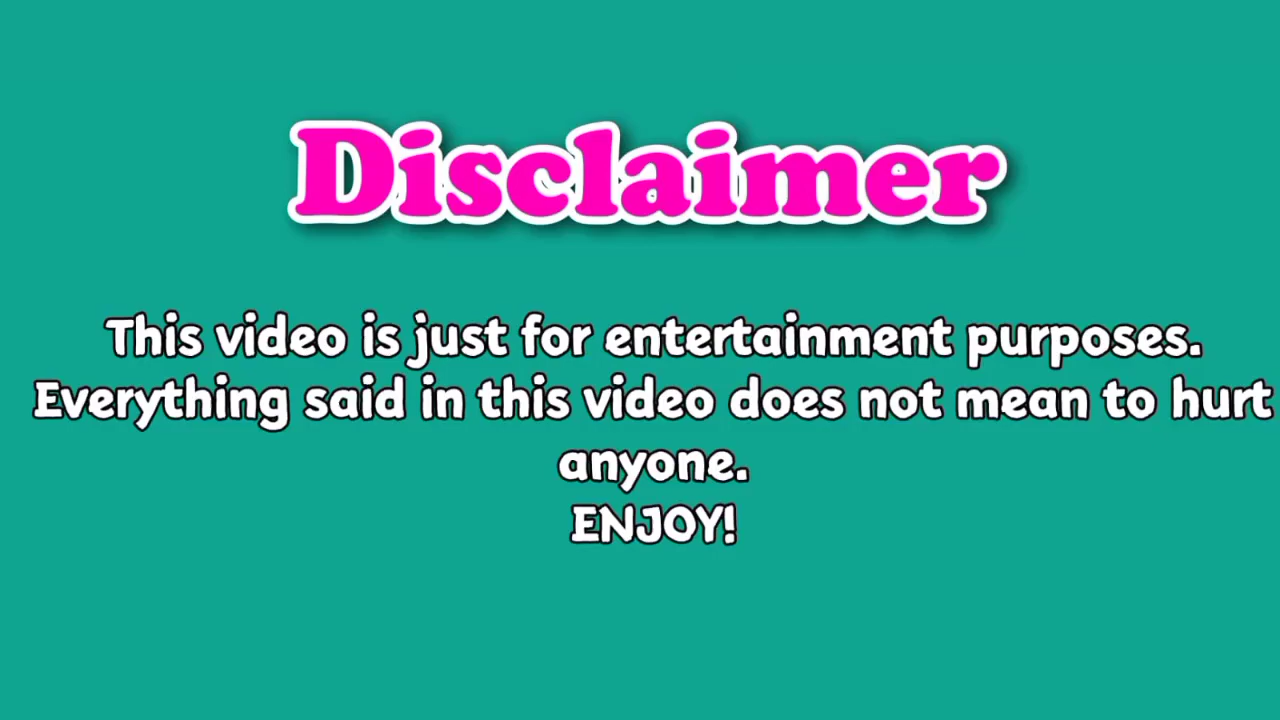 Disclaimer
This video is just for entertainment purposes.
Everything said in this video does not mean to hurt
anyone.
ENJOY!